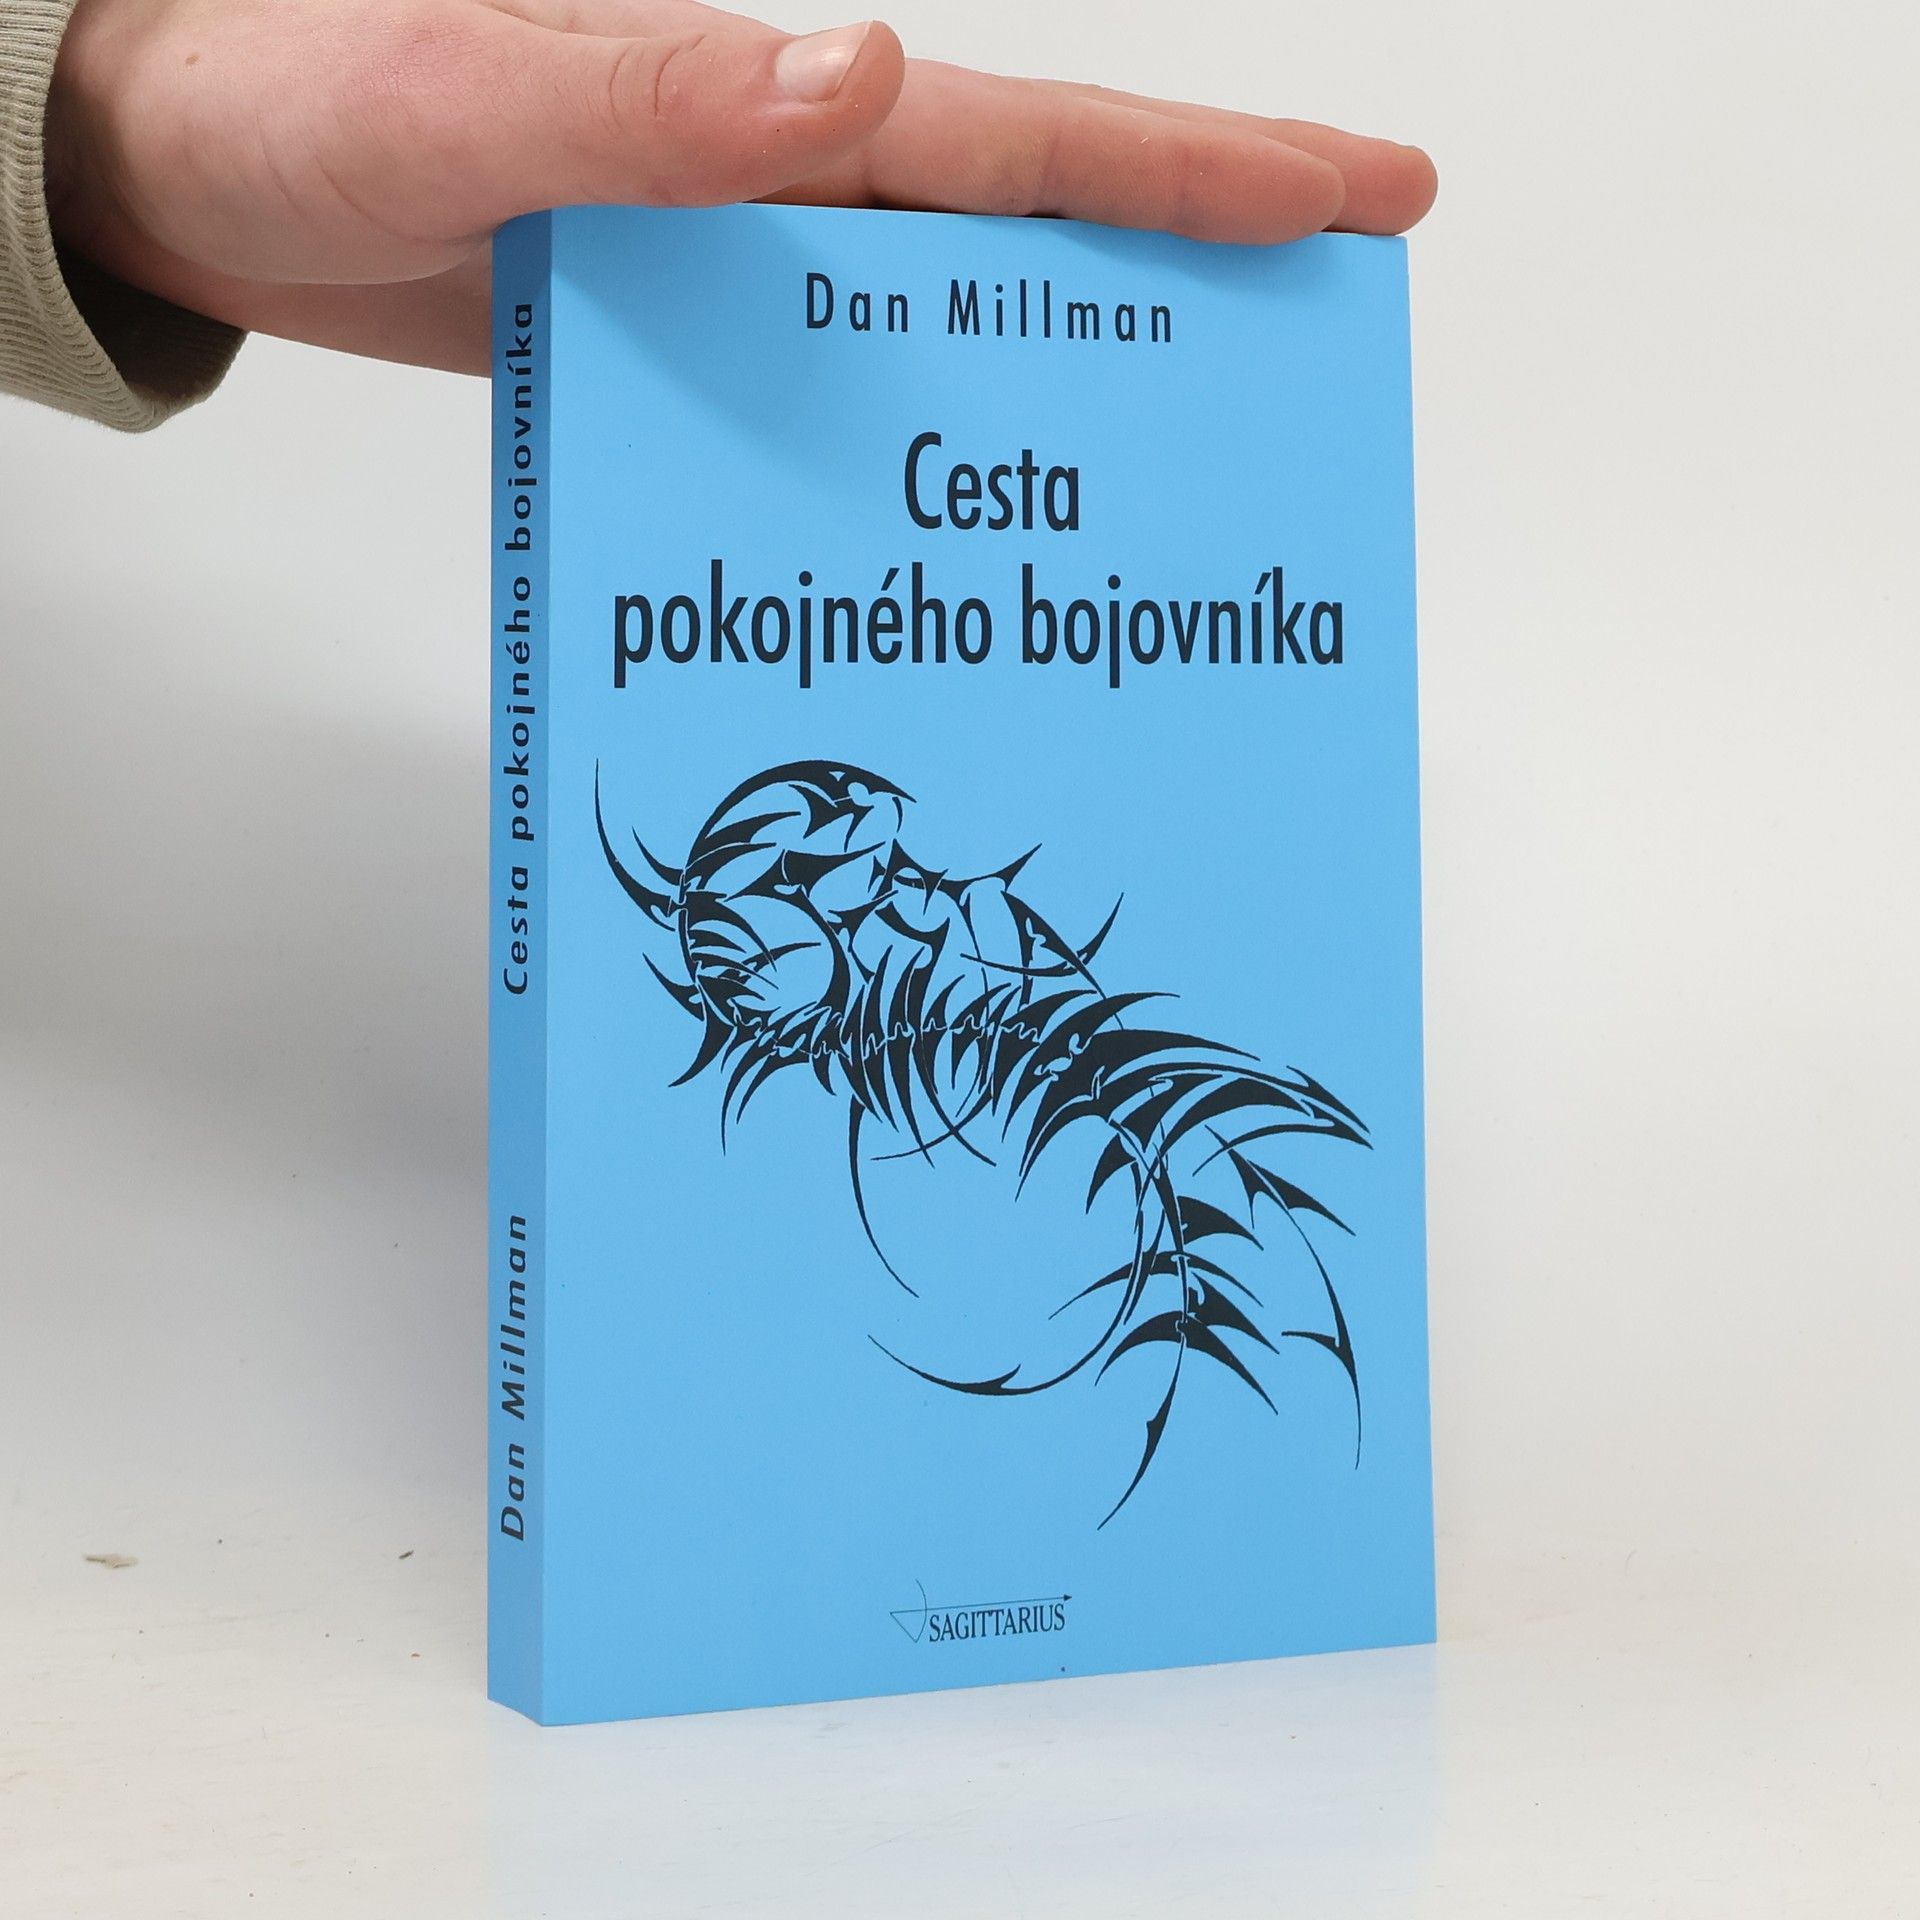 Dan Millman
Cesta
pokojného bojovníka
SAGITTARIUS
Dan Millman Cesta pokojného bojovníka